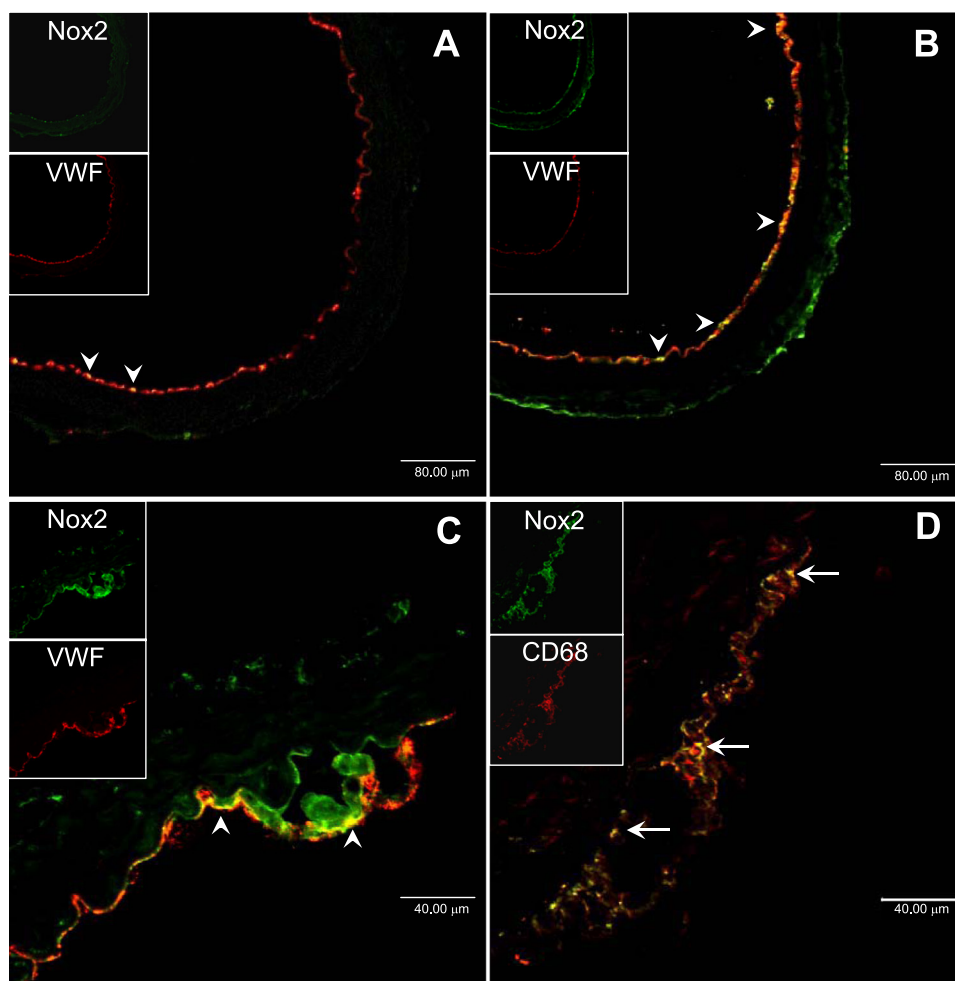 Nox2
A
VWF
80.00 µm
Nox2
B
VWF
80.00 µm
Nox2
C
VWF
40.00 µm
Nox2
D
CD68
40.00 µm